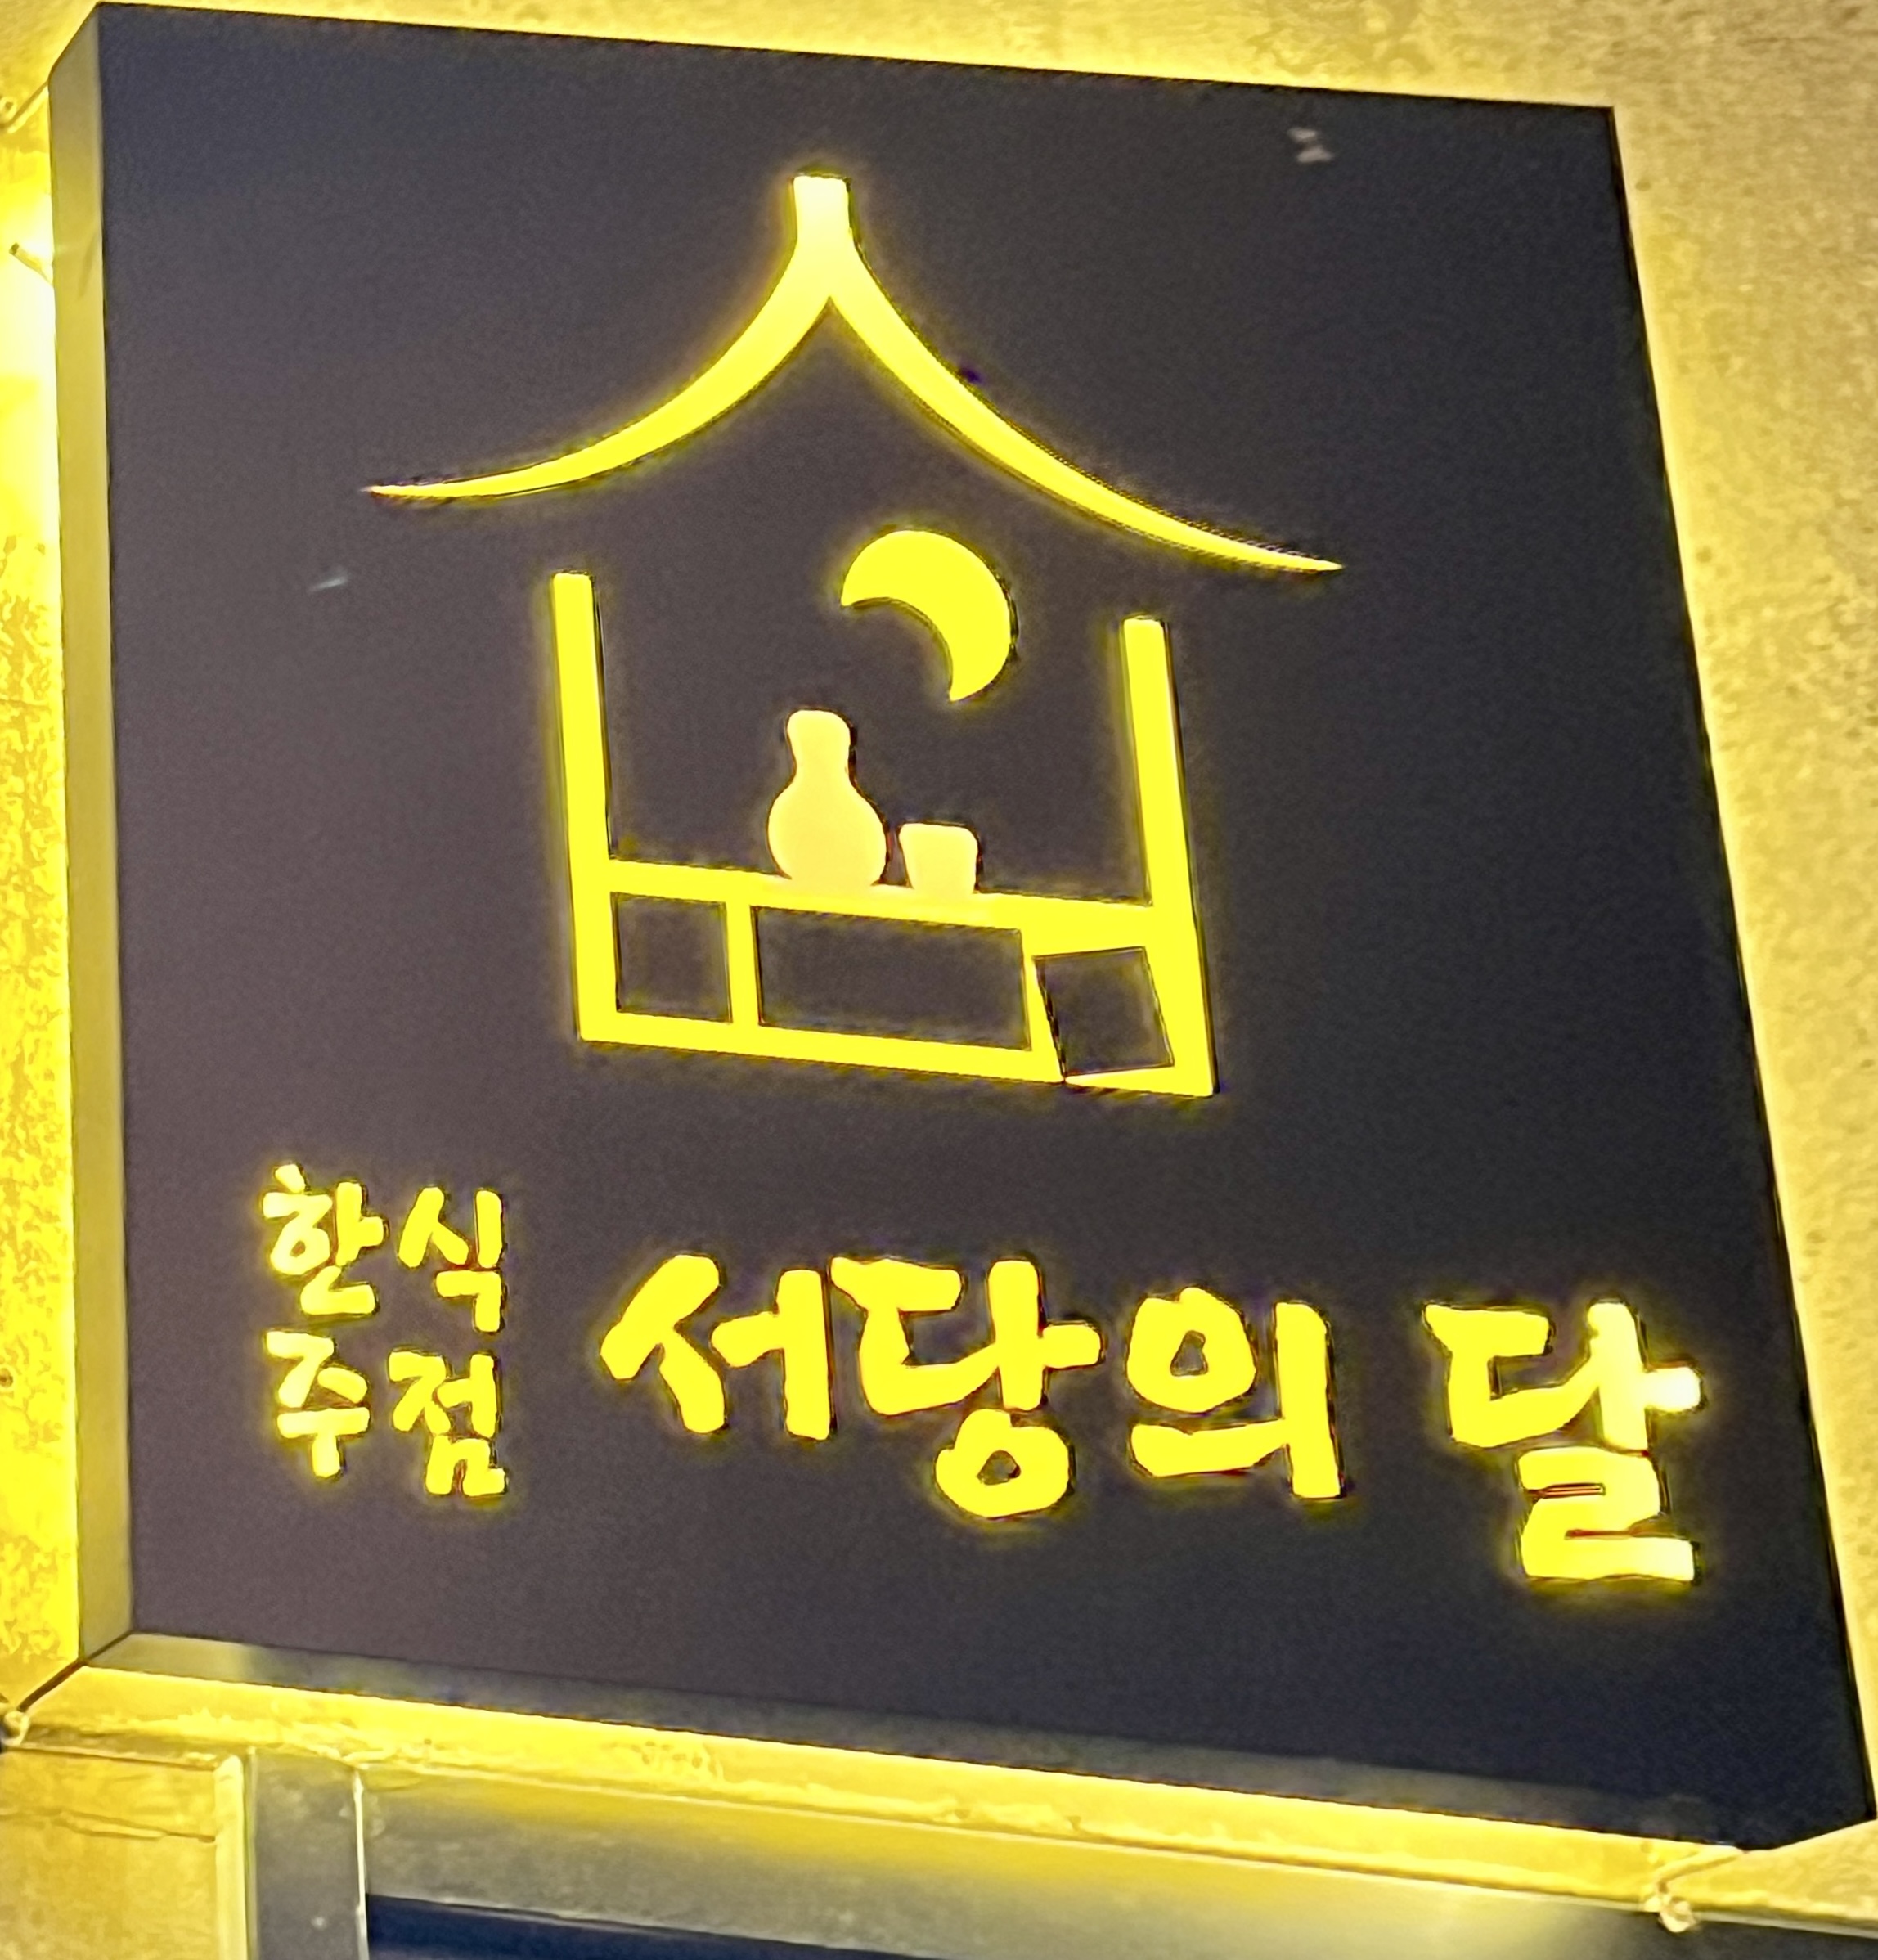 한식
주점
서당의 달